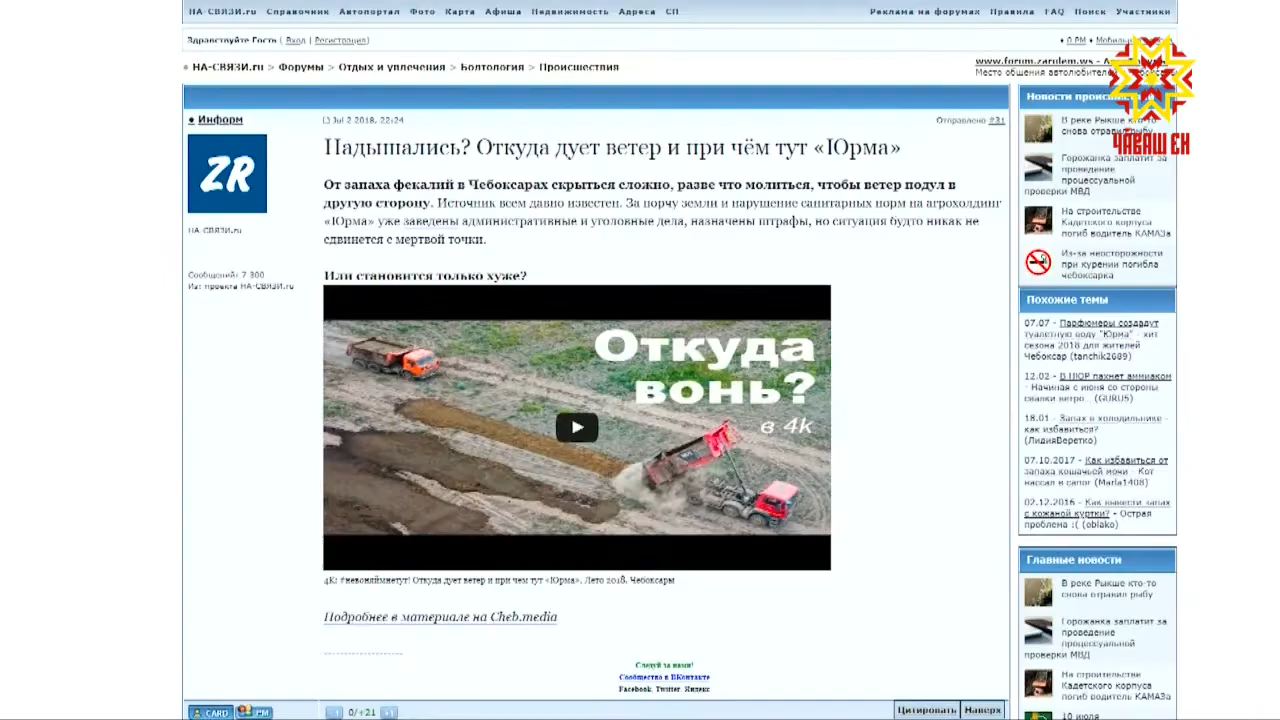 НА-СВЯЗИ.ru Справочник Автопортал Фото Карта Афиша Недвижимость Адреса СП
Реклама на форумах Правила FAQ Поиск Участники
Здравствуйте Гость ( Вход | Регистрация )
• 0 PM •
• НА-СВЯЗИ.ru > Форумы > Отдых и увлечения > Болтология > Происшествия
www.forum.zarulem.ws -
Место общения автолюбителей
ЧӐВАШ ЕН
• Информ
Jul 2 2018, 22:24
Отправлено #31
ZR
НА-СВЯЗИ.ru
Сообщений: 7 300
Из: проекта НА-СВЯЗИ.ru
Надышались? Откуда дует ветер и при чём тут «Юрма»
От запаха фекалий в Чебоксарах скрыться сложно, разве что молиться, чтобы ветер подул в
другую сторону. Источник всем давно известен. За порчу земли и нарушение санитарных норм на агрохолдинг
«Юрма» уже заведены административные и уголовные дела, назначены штрафы, но ситуация будто никак не
сдвинется с мертвой точки.
Или становится только хуже?
Откуда
вонь?
в 4k
4K: #невоняйминетут! Откуда дует ветер и при чем тут «Юрма». Лето 2018. Чебоксары
Подробнее в материале на Cheb.media
--------------------
Следуй за нами!
Сообщество в ВКонтакте
Facebook, Twitter, Яндекс
CARD PM
0/+21
Цитировать Наверх
Новости
В реке Рыкше кто-то
снова отравил рыбу
Горожанка заплатит за
проведение
процессуальной
проверки МВД
На строительстве
Кадетского корпуса
погиб водитель КАМАЗа
Из-за неосторожности
при курении погибла
чебоксарка
Похожие темы
07.07 - Парфюмеры создадут
туалетную воду "Юрма" - хит
сезона 2018 для жителей
Чебоксар (tanchik2689)
12.02 - В НЮР пахнет аммиаком
- Начиная с июня со стороны
свалки ветро.. (GURU5)
18.01 - Запах в холодильнике -
как избавиться?
(ЛидияВеретко)
07.10.2017 - Как избавиться от
запаха кошачьей мочи - Кот
нассал в сапог (Marla1408)
02.12.2016 - Как вывести запах
с кожаной куртки? - Острая
проблема :( (oblako)
Главные новости
В реке Рыкше кто-то
снова отравил рыбу
Горожанка заплатит за
проведение
процессуальной
проверки МВД
На строительстве
Кадетского корпуса
погиб водитель КАМАЗа
10 июля